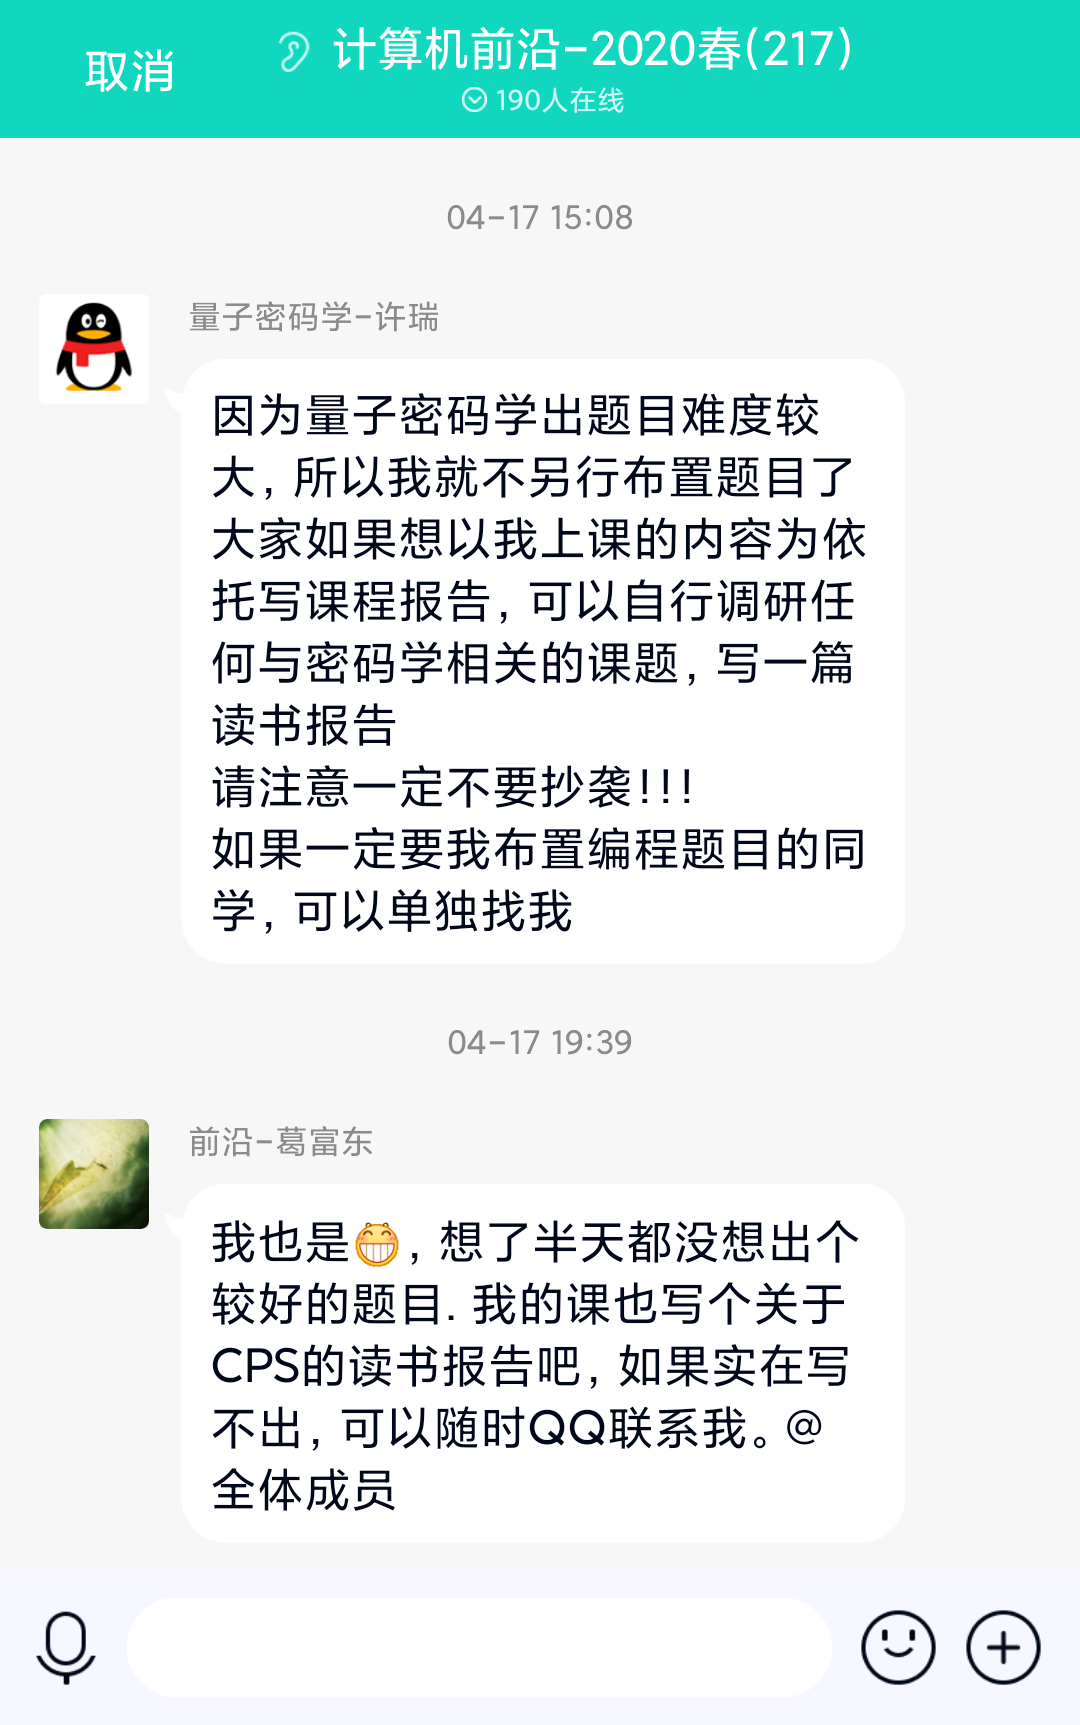 取消
计算机前沿-2020春(217)
190人在线
04-17 15:08
量子密码学-许瑞
因为量子密码学出题目难度较
大，所以我就不另行布置题目了
大家如果想以我上课的内容为依
托写课程报告，可以自行调研任
何与密码学相关的课题，写一篇
读书报告
请注意一定不要抄袭!!!
如果一定要我布置编程题目的同
学，可以单独找我
04-17 19:39
前沿-葛富东
我也是😁，想了半天都没想出个
较好的题目. 我的课也写个关于
CPS的读书报告吧，如果实在写
不出，可以随时QQ联系我。@
全体成员